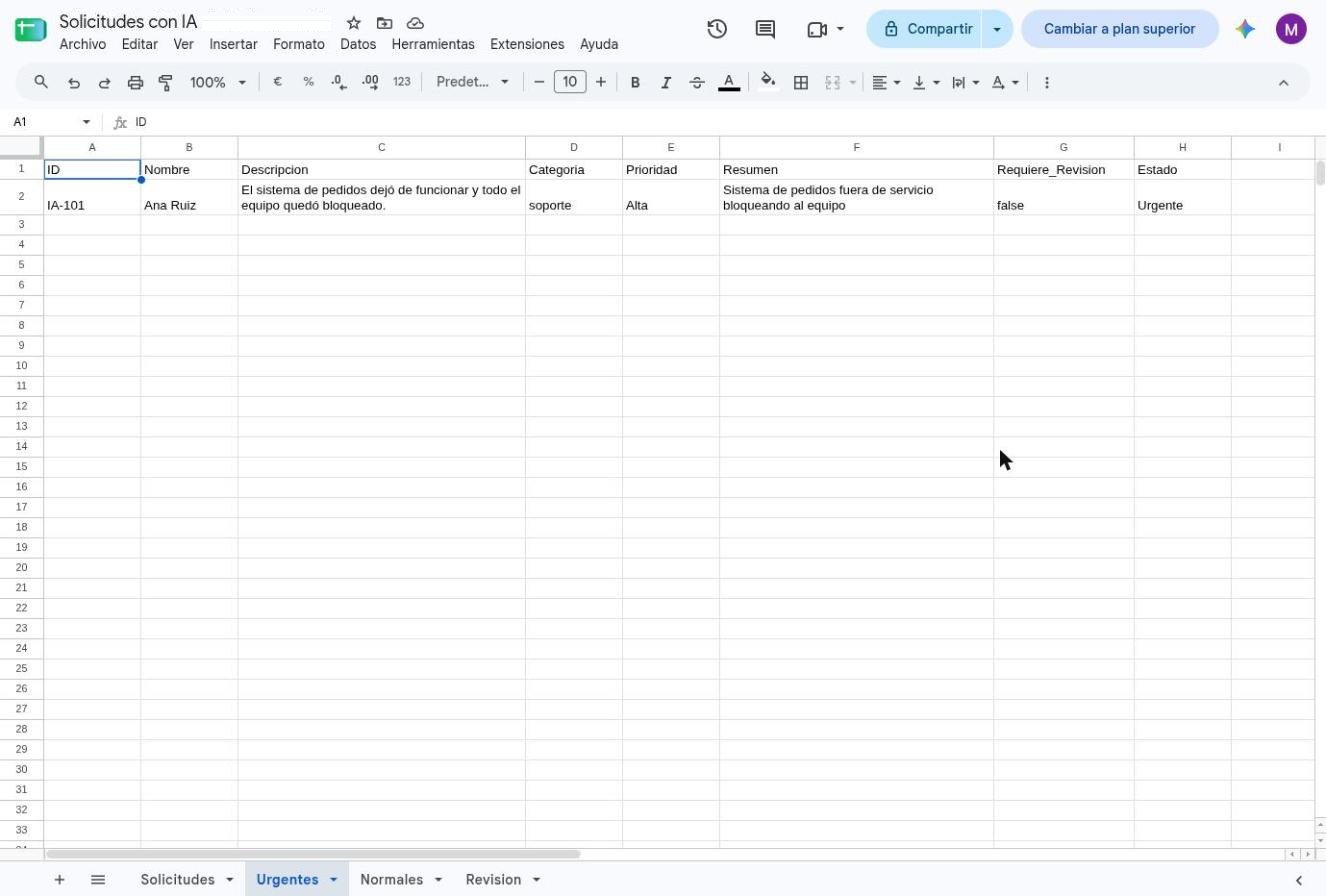 Solicitudes con IA
Archivo Editar Ver Insertar Formato Datos Herramientas Extensiones Ayuda
Compartir
Cambiar a plan superior
M
100% € % .0 .00 123 Predet... 10 B I S A A
A1 fx ID
A B C D E F G H I
1 ID Nombre Descripcion Categoria Prioridad Resumen Requiere_Revision Estado
2 IA-101 Ana Ruiz El sistema de pedidos dejó de funcionar y todo el equipo quedó bloqueado. soporte Alta Sistema de pedidos fuera de servicio bloqueando al equipo false Urgente
3
4
5
6
7
8
9
10
11
12
13
14
15
16
17
18
19
20
21
22
23
24
25
26
27
28
29
30
31
32
33
Solicitudes Urgentes Normales Revision